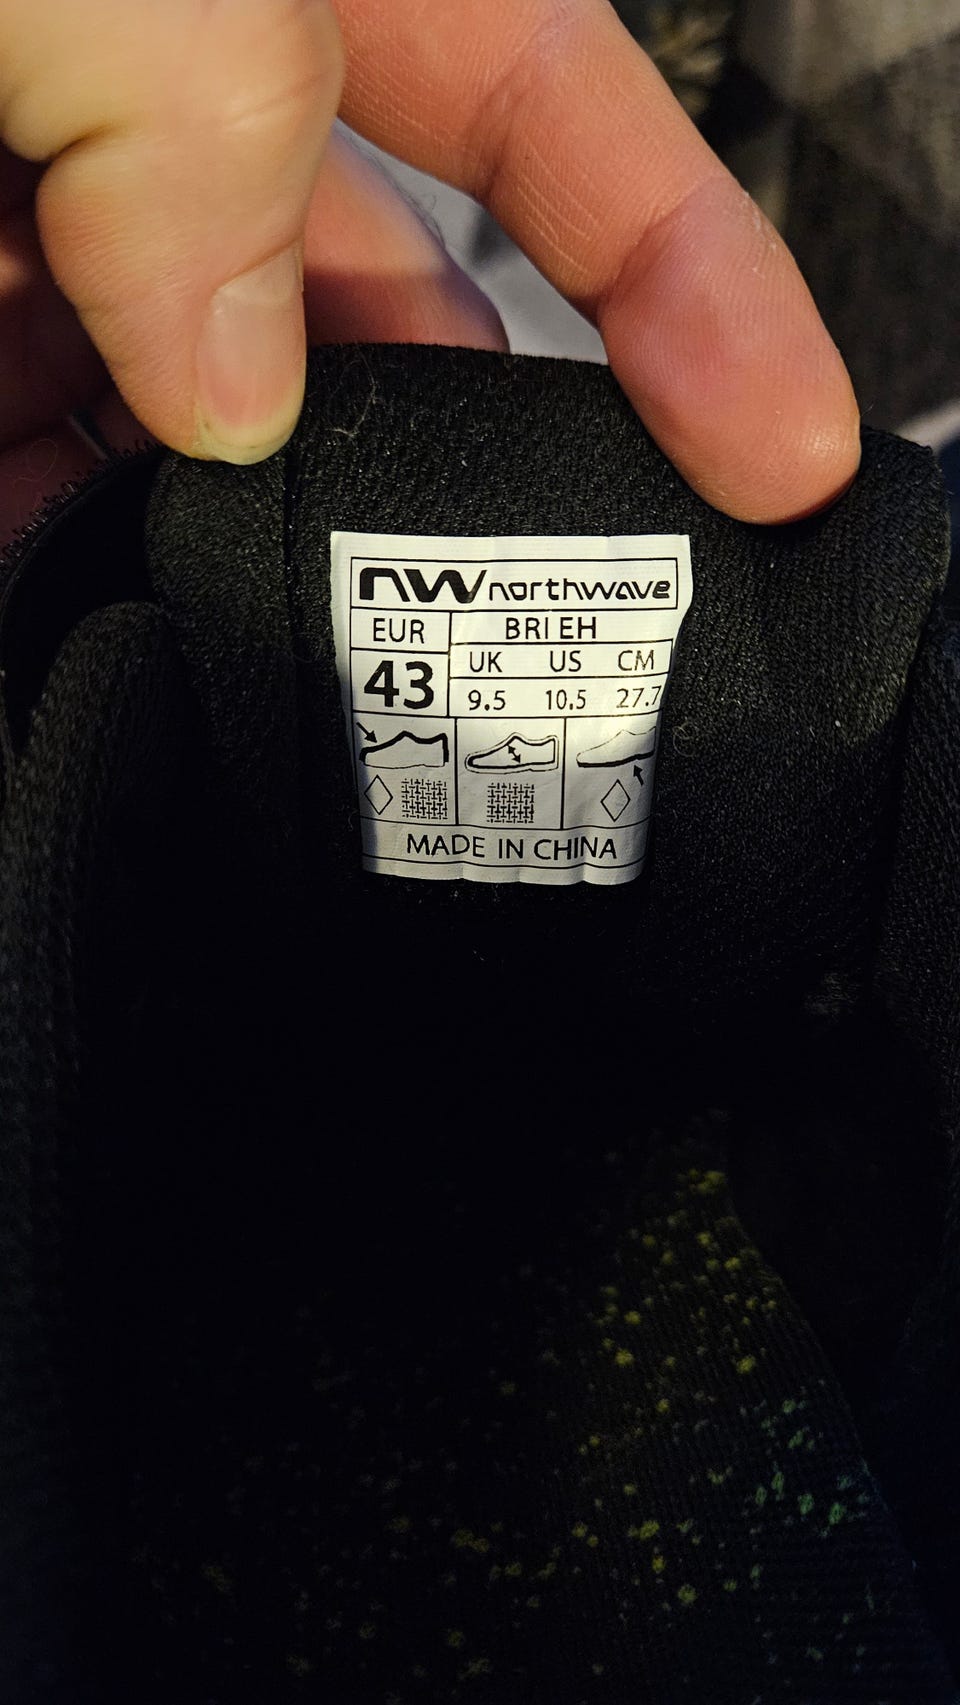 nw northwave
EUR BRI EH
43 UK US CM
9.5 10.5 27.7
MADE IN CHINA